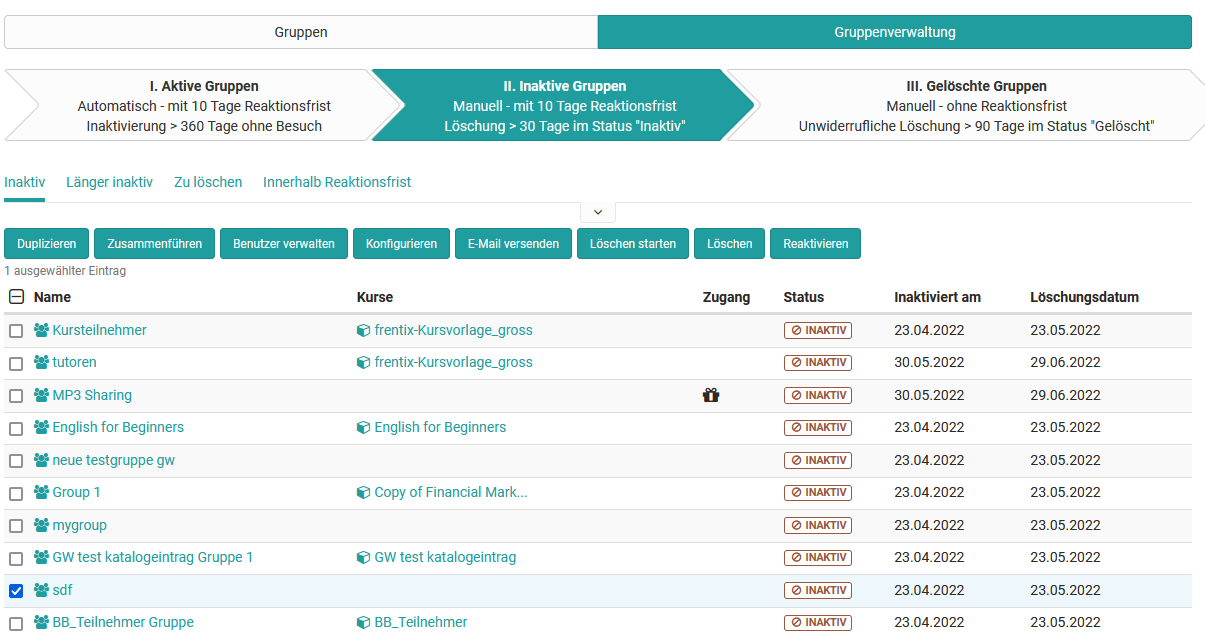 Gruppen Gruppenverwaltung
I. Aktive Gruppen
Automatisch - mit 10 Tage Reaktionsfrist
Inaktivierung > 360 Tage ohne Besuch
II. Inaktive Gruppen
Manuell - mit 10 Tage Reaktionsfrist
Löschung > 30 Tage im Status "Inaktiv"
III. Gelöschte Gruppen
Manuell - ohne Reaktionsfrist
Unwiderrufliche Löschung > 90 Tage im Status "Gelöscht"
Inaktiv Länger inaktiv Zu löschen Innerhalb Reaktionsfrist
Duplizieren Zusammenführen Benutzer verwalten Konfigurieren E-Mail versenden Löschen starten Löschen Reaktivieren
1 ausgewählter Eintrag
Name Kurse Zugang Status Inaktiviert am Löschungsdatum
Kursteilnehmer frentix-Kursvorlage_gross INAKTIV 23.04.2022 23.05.2022
tutoren frentix-Kursvorlage_gross INAKTIV 30.05.2022 29.06.2022
MP3 Sharing INAKTIV 30.05.2022 29.06.2022
English for Beginners English for Beginners INAKTIV 23.04.2022 23.05.2022
neue testgruppe gw INAKTIV 23.04.2022 23.05.2022
Group 1 Copy of Financial Mark... INAKTIV 23.04.2022 23.05.2022
mygroup INAKTIV 23.04.2022 23.05.2022
GW test katalogeintrag Gruppe 1 GW test katalogeintrag INAKTIV 23.04.2022 23.05.2022
sdf INAKTIV 23.04.2022 23.05.2022
BB_Teilnehmer Gruppe BB_Teilnehmer INAKTIV 23.04.2022 23.05.2022